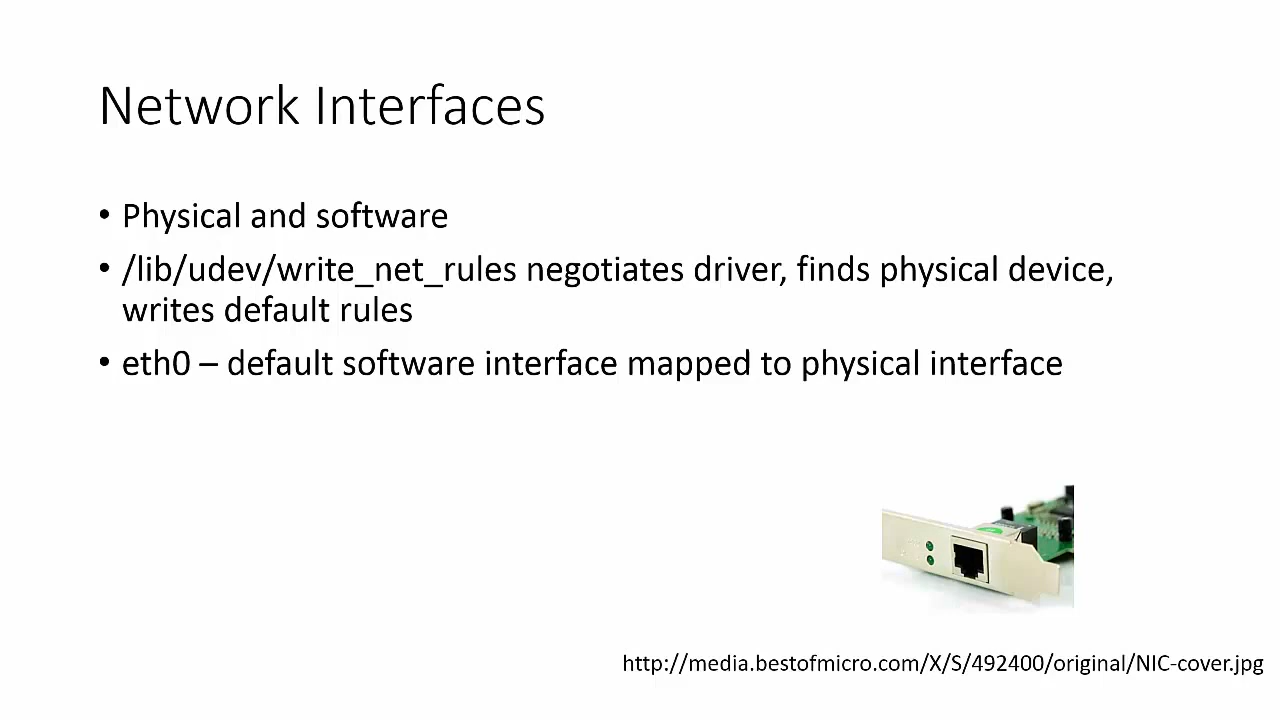 Network Interfaces
• Physical and software
• /lib/udev/write_net_rules negotiates driver, finds physical device,
writes default rules
• eth0 – default software interface mapped to physical interface
http://media.bestofmicro.com/X/S/492400/original/NIC-cover.jpg